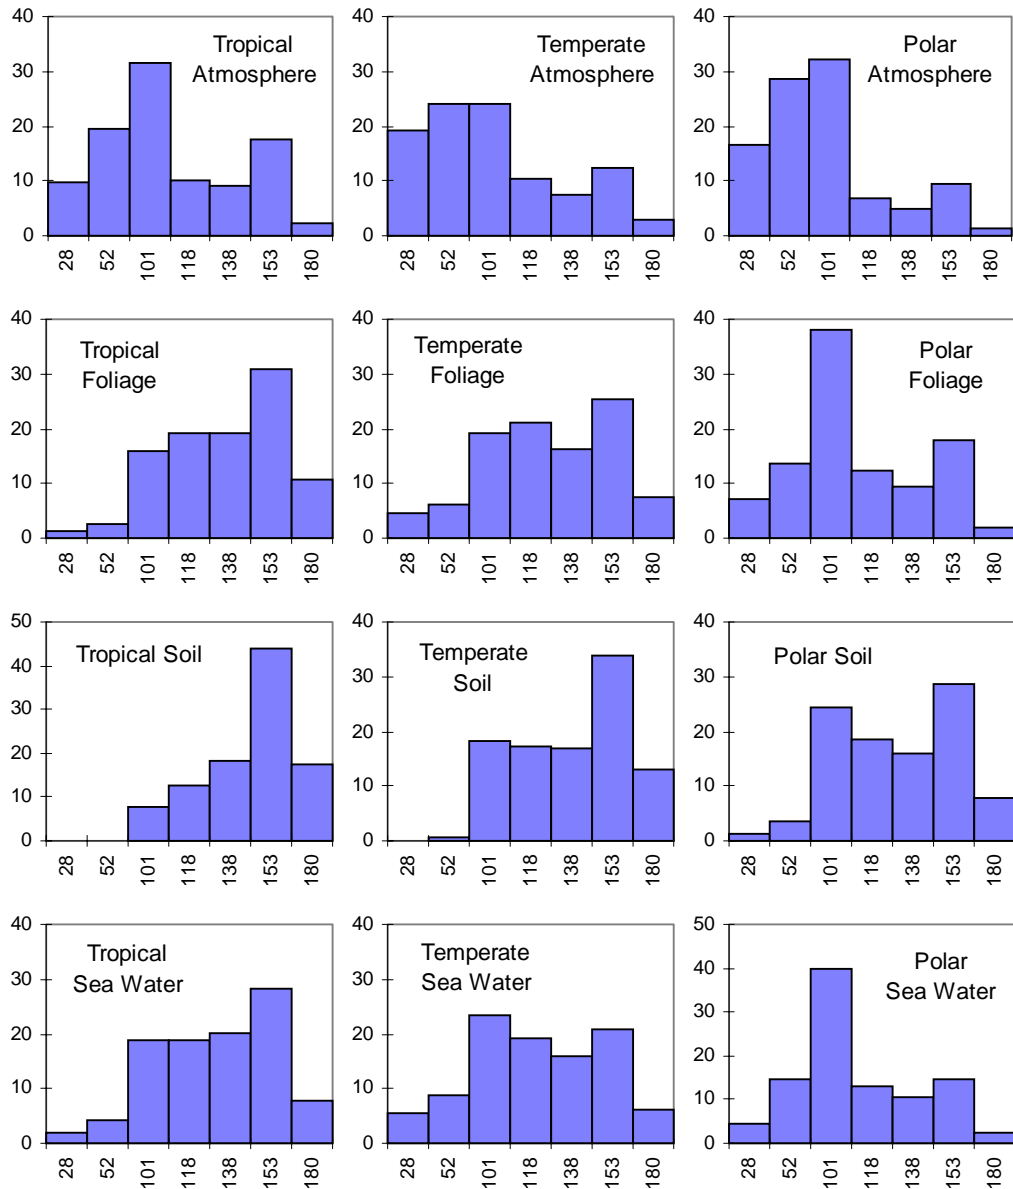 40 30 20 10 0
Tropical
Atmosphere
28 52 101 118 138 153 180
40 30 20 10 0
Temperate
Atmosphere
28 52 101 118 138 153 180
40 30 20 10 0
Polar
Atmosphere
28 52 101 118 138 153 180
40 30 20 10 0
Tropical
Foliage
28 52 101 118 138 153 180
40 30 20 10 0
Temperate
Foliage
28 52 101 118 138 153 180
40 30 20 10 0
Polar
Foliage
28 52 101 118 138 153 180
50 40 30 20 10 0
Tropical Soil
28 52 101 118 138 153 180
40 30 20 10 0
Temperate
Soil
28 52 101 118 138 153 180
40 30 20 10 0
Polar Soil
28 52 101 118 138 153 180
40 30 20 10 0
Tropical
Sea Water
28 52 101 118 138 153 180
40 30 20 10 0
Temperate
Sea Water
28 52 101 118 138 153 180
50 40 30 20 10 0
Polar
Sea Water
28 52 101 118 138 153 180